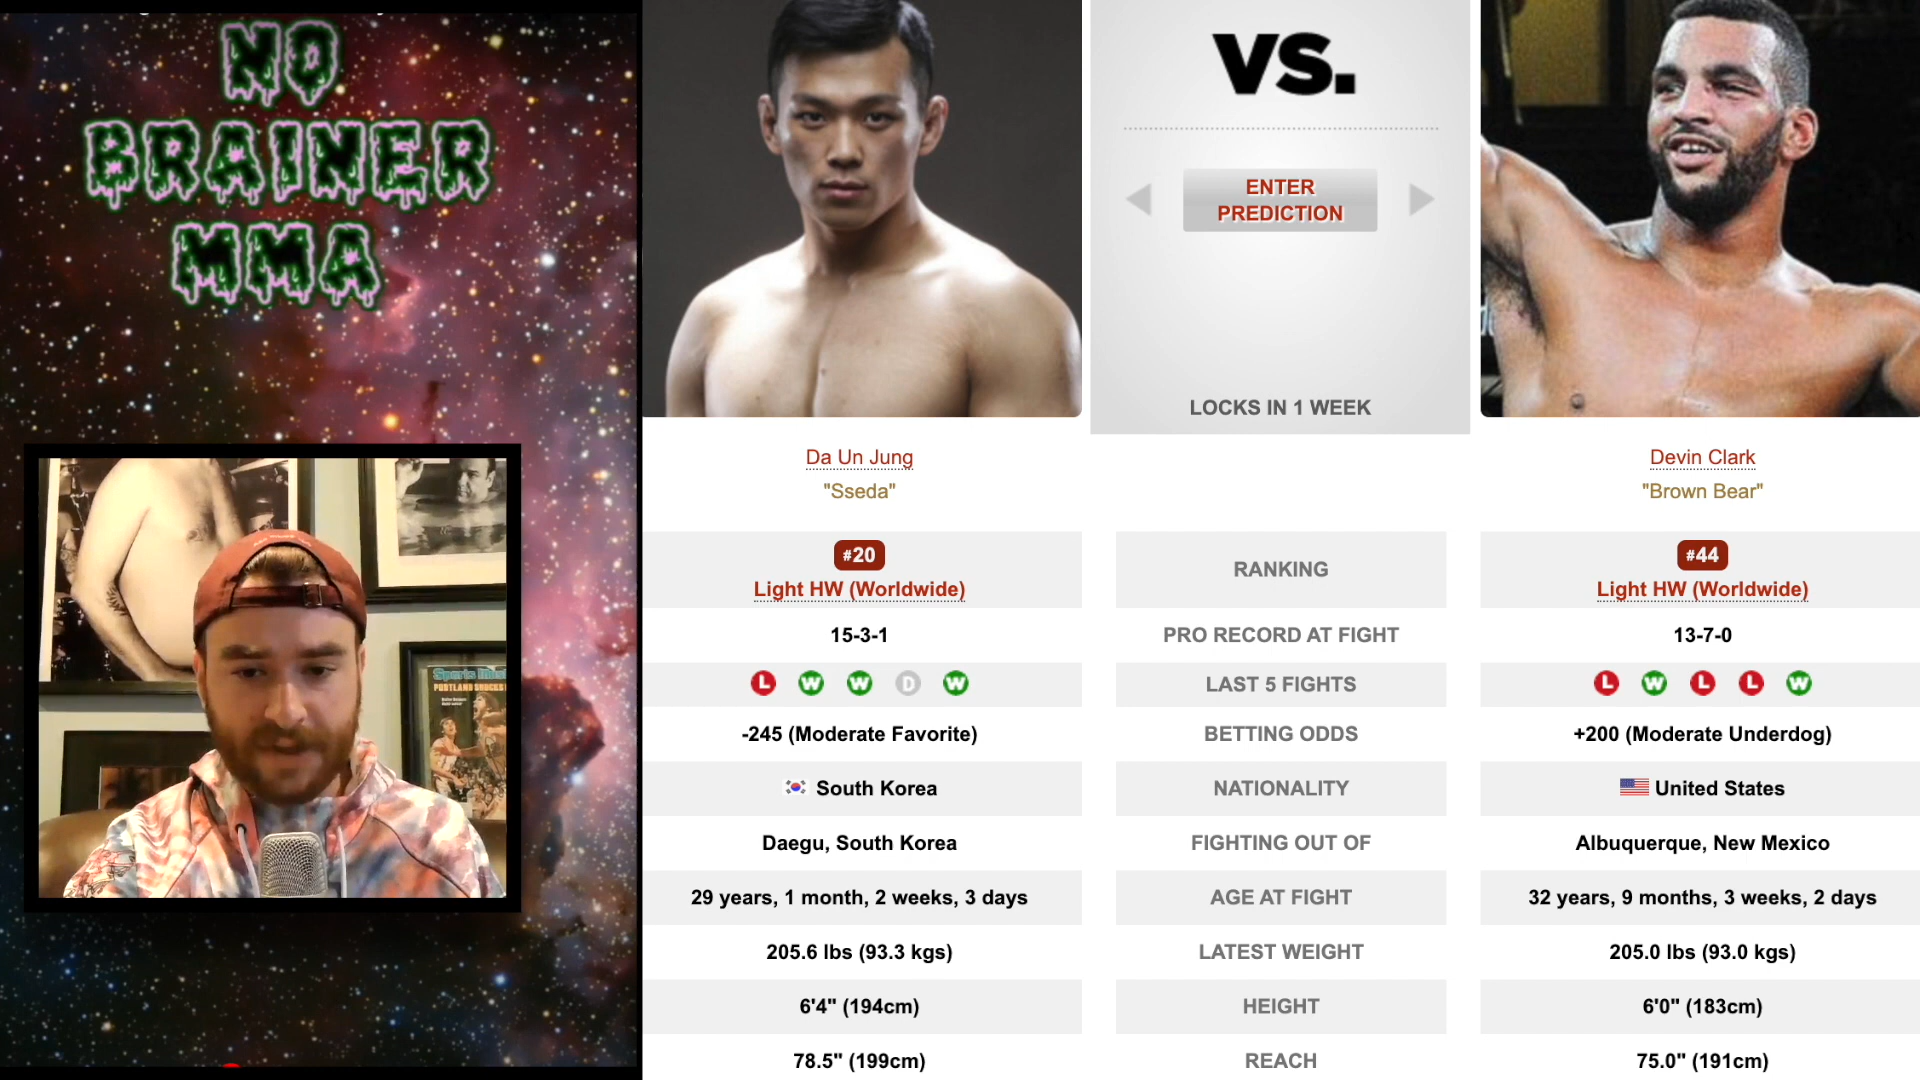 NO
BRAINER
MMA
VS.
ENTER
PREDICTION
LOCKS IN 1 WEEK
Da Un Jung
"Sseda"
Devin Clark
"Brown Bear"
#20
Light HW (Worldwide)
RANKING
#44
Light HW (Worldwide)
15-3-1
PRO RECORD AT FIGHT
13-7-0
L W W D W
LAST 5 FIGHTS
L W L L W
-245 (Moderate Favorite)
BETTING ODDS
+200 (Moderate Underdog)
South Korea
NATIONALITY
United States
Daegu, South Korea
FIGHTING OUT OF
Albuquerque, New Mexico
29 years, 1 month, 2 weeks, 3 days
AGE AT FIGHT
32 years, 9 months, 3 weeks, 2 days
205.6 lbs (93.3 kgs)
LATEST WEIGHT
205.0 lbs (93.0 kgs)
6'4" (194cm)
HEIGHT
6'0" (183cm)
78.5" (199cm)
REACH
75.0" (191cm)
Sports
PORTLAND